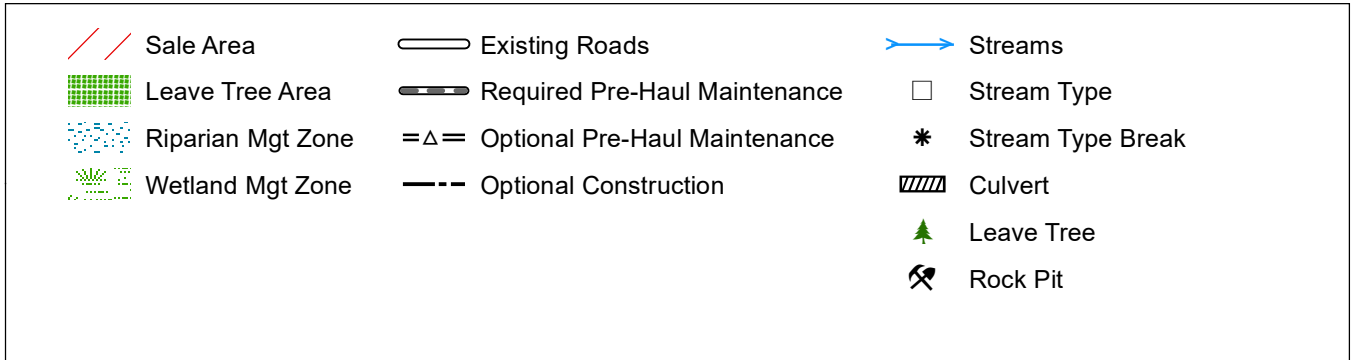 Sale Area
Leave Tree Area
Riparian Mgt Zone
Wetland Mgt Zone
Existing Roads
Required Pre-Haul Maintenance
Optional Pre-Haul Maintenance
Optional Construction
Streams
Stream Type
Stream Type Break
Culvert
Leave Tree
Rock Pit